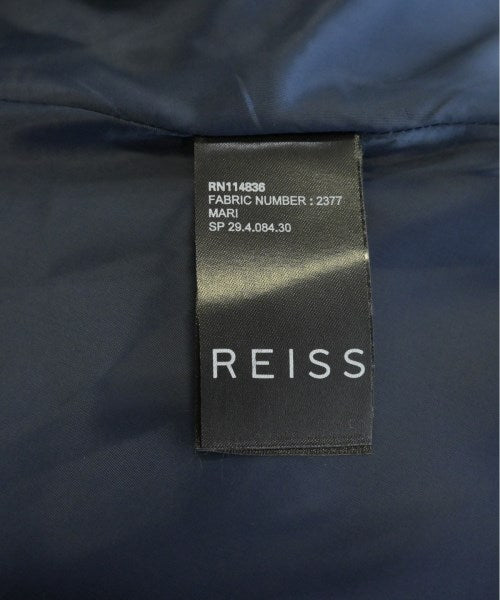 RN114836
FABRIC NUMBER : 2377
MARI
SP 29.4.084.30
REISS